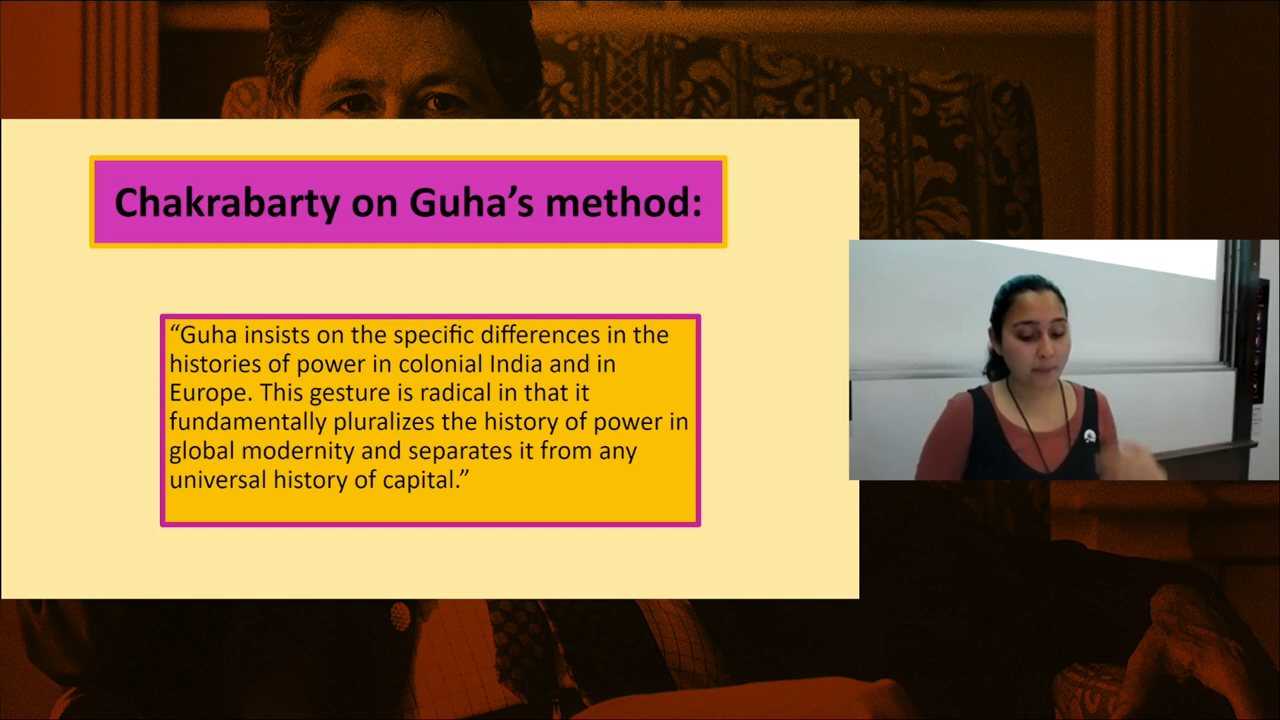 Chakrabarty on Guha’s method:
“Guha insists on the specific differences in the
histories of power in colonial India and in
Europe. This gesture is radical in that it
fundamentally pluralizes the history of power in
global modernity and separates it from any
universal history of capital.”